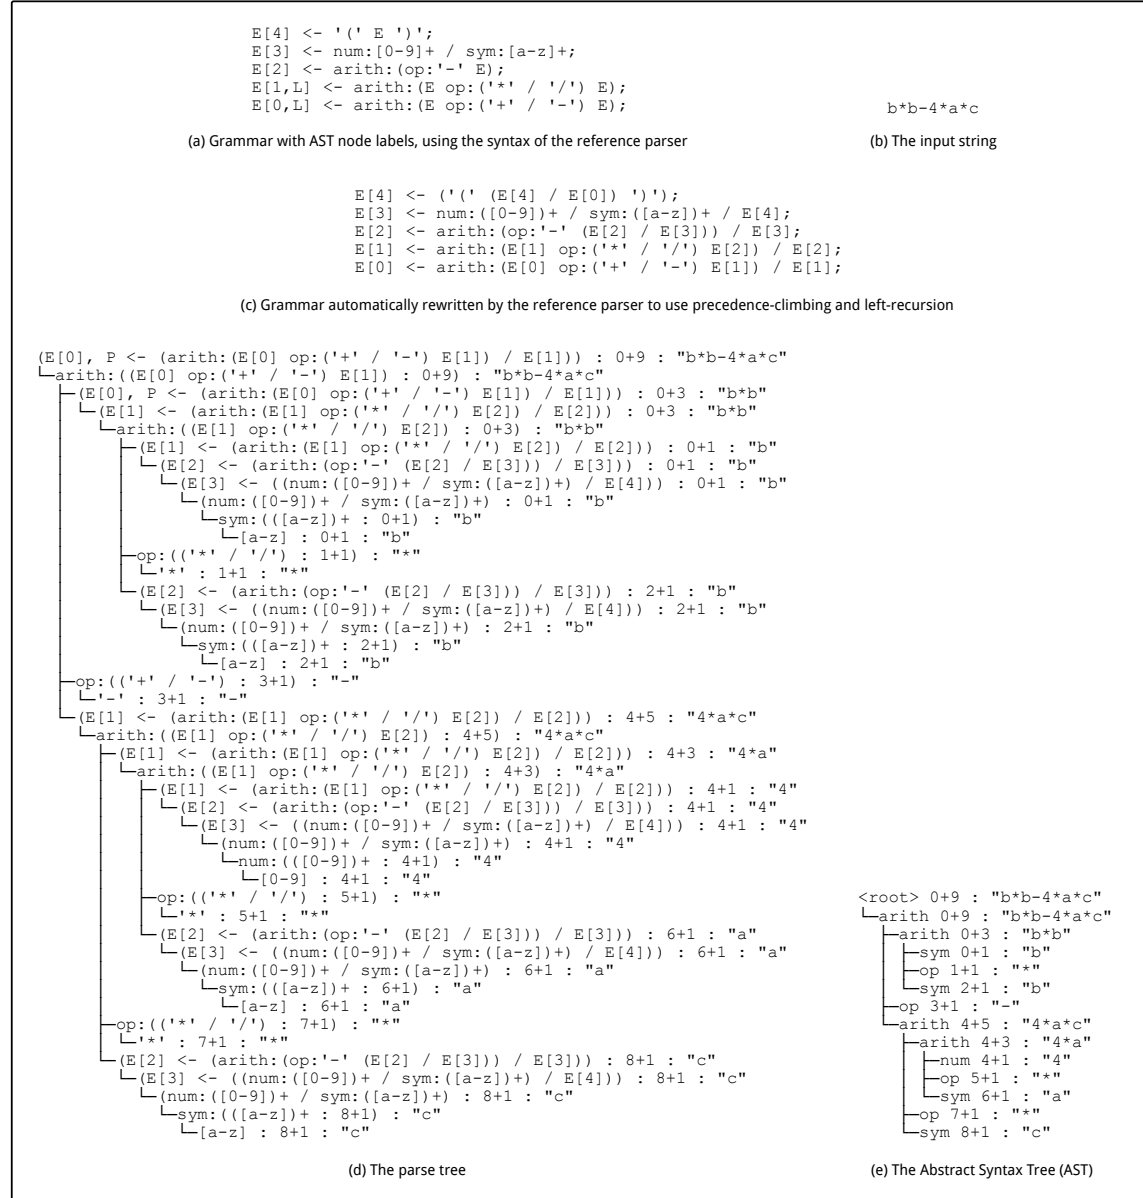 E[4] <- '(' E ')';
E[3] <- num:[0-9]+ / sym:[a-z]+;
E[2] <- arith:(op:'-' E);
E[1,L] <- arith:(E op:('*' / '/') E);
E[0,L] <- arith:(E op:('+' / '-') E);
(a) Grammar with AST node labels, using the syntax of the reference parser
b*b-4*a*c
(b) The input string
E[4] <- ('(' (E[4] / E[0]) ')');
E[3] <- num:([0-9])+ / sym:([a-z])+ / E[4];
E[2] <- arith:(op:'-' (E[2] / E[3])) / E[3];
E[1] <- arith:(E[1] op:('*' / '/') E[2]) / E[2];
E[0] <- arith:(E[0] op:('+' / '-') E[1]) / E[1];
(c) Grammar automatically rewritten by the reference parser to use precedence-climbing and left-recursion
(E[0], P <- (arith:(E[0] op:('+' / '-') E[1]) / E[1])) : 0+9 : "b*b-4*a*c"
└─arith:((E[0] op:('+' / '-') E[1]) : 0+9) : "b*b-4*a*c"
  ├─(E[0], P <- (arith:(E[0] op:('+' / '-') E[1]) / E[1])) : 0+3 : "b*b"
  │ └─(E[1] <- (arith:(E[1] op:('*' / '/') E[2]) / E[2])) : 0+3 : "b*b"
  │   └─arith:((E[1] op:('*' / '/') E[2]) : 0+3) : "b*b"
  │     ├─(E[1] <- (arith:(E[1] op:('*' / '/') E[2]) / E[2])) : 0+1 : "b"
  │     │ └─(E[2] <- (arith:(op:'-' (E[2] / E[3])) / E[3])) : 0+1 : "b"
  │     │   └─(E[3] <- ((num:([0-9])+ / sym:([a-z])+) / E[4])) : 0+1 : "b"
  │     │     └─(num:([0-9])+ / sym:([a-z])+) : 0+1 : "b"
  │     │       └─sym:(([a-z])+ : 0+1) : "b"
  │     │         └─[a-z] : 0+1 : "b"
  │     ├─op:(('*' / '/') : 1+1) : "*"
  │     │ └─'*' : 1+1 : "*"
  │     └─(E[2] <- (arith:(op:'-' (E[2] / E[3])) / E[3])) : 2+1 : "b"
  │       └─(E[3] <- ((num:([0-9])+ / sym:([a-z])+) / E[4])) : 2+1 : "b"
  │         └─(num:([0-9])+ / sym:([a-z])+) : 2+1 : "b"
  │           └─sym:(([a-z])+ : 2+1) : "b"
  │             └─[a-z] : 2+1 : "b"
  ├─op:(('+' / '-') : 3+1) : "-"
  │ └─'-' : 3+1 : "-"
  └─(E[1] <- (arith:(E[1] op:('*' / '/') E[2]) / E[2])) : 4+5 : "4*a*c"
    └─arith:((E[1] op:('*' / '/') E[2]) : 4+5) : "4*a*c"
      ├─(E[1] <- (arith:(E[1] op:('*' / '/') E[2]) / E[2])) : 4+3 : "4*a"
      │ └─arith:((E[1] op:('*' / '/') E[2]) : 4+3) : "4*a"
      │   ├─(E[1] <- (arith:(E[1] op:('*' / '/') E[2]) / E[2])) : 4+1 : "4"
      │   │ └─(E[2] <- (arith:(op:'-' (E[2] / E[3])) / E[3])) : 4+1 : "4"
      │   │   └─(E[3] <- ((num:([0-9])+ / sym:([a-z])+) / E[4])) : 4+1 : "4"
      │   │     └─(num:([0-9])+ / sym:([a-z])+) : 4+1 : "4"
      │   │       └─num:(([0-9])+ : 4+1) : "4"
      │   │         └─[0-9] : 4+1 : "4"
      │   ├─op:(('*' / '/') : 5+1) : "*"
      │   │ └─'*' : 5+1 : "*"
      │   └─(E[2] <- (arith:(op:'-' (E[2] / E[3])) / E[3])) : 6+1 : "a"
      │     └─(E[3] <- ((num:([0-9])+ / sym:([a-z])+) / E[4])) : 6+1 : "a"
      │       └─(num:([0-9])+ / sym:([a-z])+) : 6+1 : "a"
      │         └─sym:(([a-z])+ : 6+1) : "a"
      │           └─[a-z] : 6+1 : "a"
      ├─op:(('*' / '/') : 7+1) : "*"
      │ └─'*' : 7+1 : "*"
      └─(E[2] <- (arith:(op:'-' (E[2] / E[3])) / E[3])) : 8+1 : "c"
        └─(E[3] <- ((num:([0-9])+ / sym:([a-z])+) / E[4])) : 8+1 : "c"
          └─(num:([0-9])+ / sym:([a-z])+) : 8+1 : "c"
            └─sym:(([a-z])+ : 8+1) : "c"
              └─[a-z] : 8+1 : "c"
(d) The parse tree
<root> 0+9 : "b*b-4*a*c"
└─arith 0+9 : "b*b-4*a*c"
  ├─arith 0+3 : "b*b"
  │ ├─sym 0+1 : "b"
  │ ├─op 1+1 : "*"
  │ └─sym 2+1 : "b"
  ├─op 3+1 : "-"
  └─arith 4+5 : "4*a*c"
    ├─arith 4+3 : "4*a"
    │ ├─num 4+1 : "4"
    │ ├─op 5+1 : "*"
    │ └─sym 6+1 : "a"
    ├─op 7+1 : "*"
    └─sym 8+1 : "c"
(e) The Abstract Syntax Tree (AST)